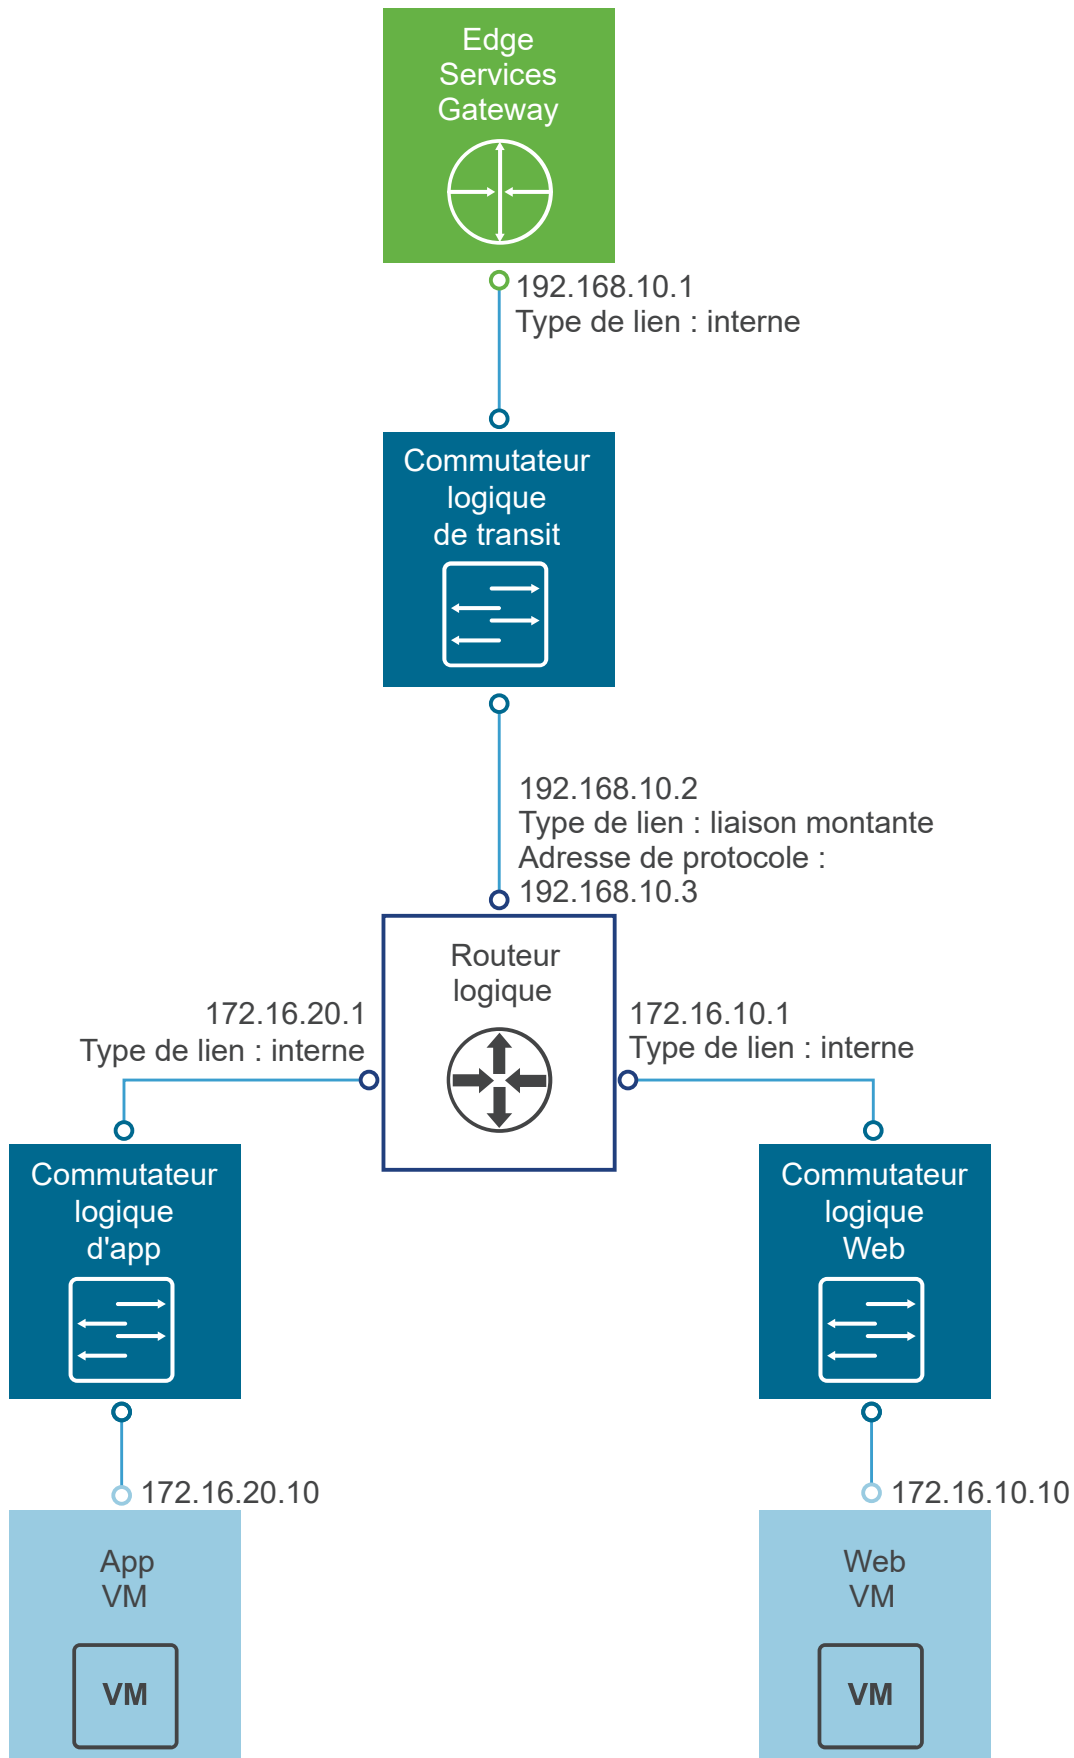 Edge
Services
Gateway
192.168.10.1
Type de lien : interne
Commutateur
logique
de transit
192.168.10.2
Type de lien : liaison montante
Adresse de protocole :
192.168.10.3
Routeur
logique
172.16.20.1
Type de lien : interne
172.16.10.1
Type de lien : interne
Commutateur
logique
d'app
Commutateur
logique
Web
172.16.20.10
172.16.10.10
App
VM
VM
Web
VM
VM